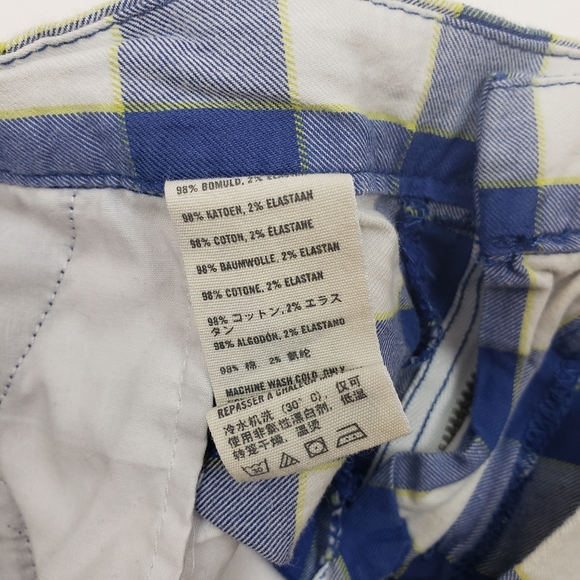 98% BOMULD, 2% ELASTAN
98% KATOEN, 2% ELASTAAN
98% COTON, 2% ELASTANE
98% BAUMWOLLE, 2% ELASTAN
98% COTONE, 2% ELASTAN
98% コットン, 2% エラス
タン
98% ALGODÓN, 2% ELASTANO
98% 棉 2% 氨纶
MACHINE WASH COLD ,ONLY
REPASSER A CHALEUR
冷水机洗 (30° C), 仅可
使用非氯性漂白剂, 低温
转笼干燥, 温烫
30